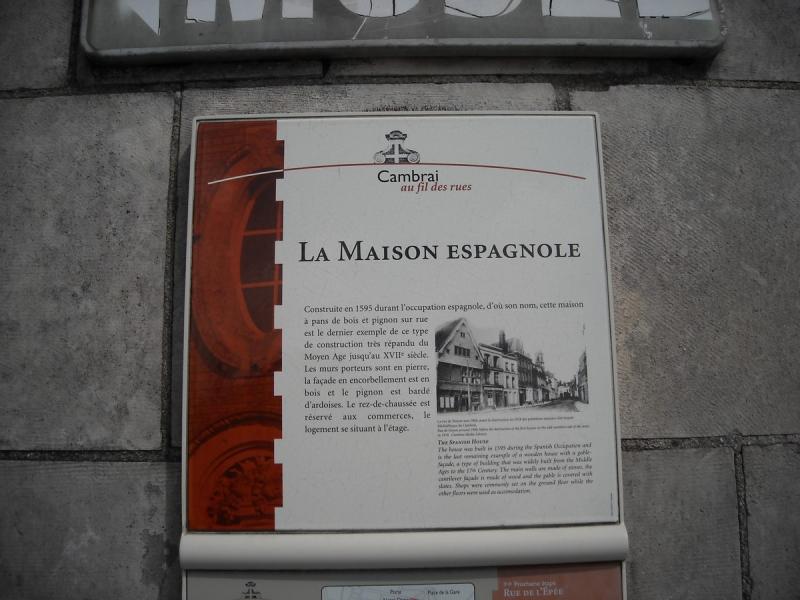 Cambrai
au fil des rues
LA MAISON ESPAGNOLE
Construite en 1595 durant l'occupation espagnole, d'où son nom, cette maison
à pans de bois et pignon sur rue
est le dernier exemple de ce type
de construction très répandu du
Moyen Age jusqu'au XVIIe siècle.
Les murs porteurs sont en pierre,
la façade en encorbellement est en
bois et le pignon est bardé
d'ardoises. Le rez-de-chaussée est
réservé aux commerces, le
logement se situant à l'étage.
THE SPANISH HOUSE
The house was built in 1595 during the Spanish Occupation and
is the last remaining example of a wooden house with a gable-
façade, a type of building that was widely built from the Middle
Ages to the 17th Century. The main walls are made of stones, the
cantilever façade is made of wood and the gable is covered with
slates. Shops were commonly set on the ground floor while the
other floors were used as accomodation.
Porte
Place de la Gare
Prochaine étape
RUE DE L'ÉPÉE